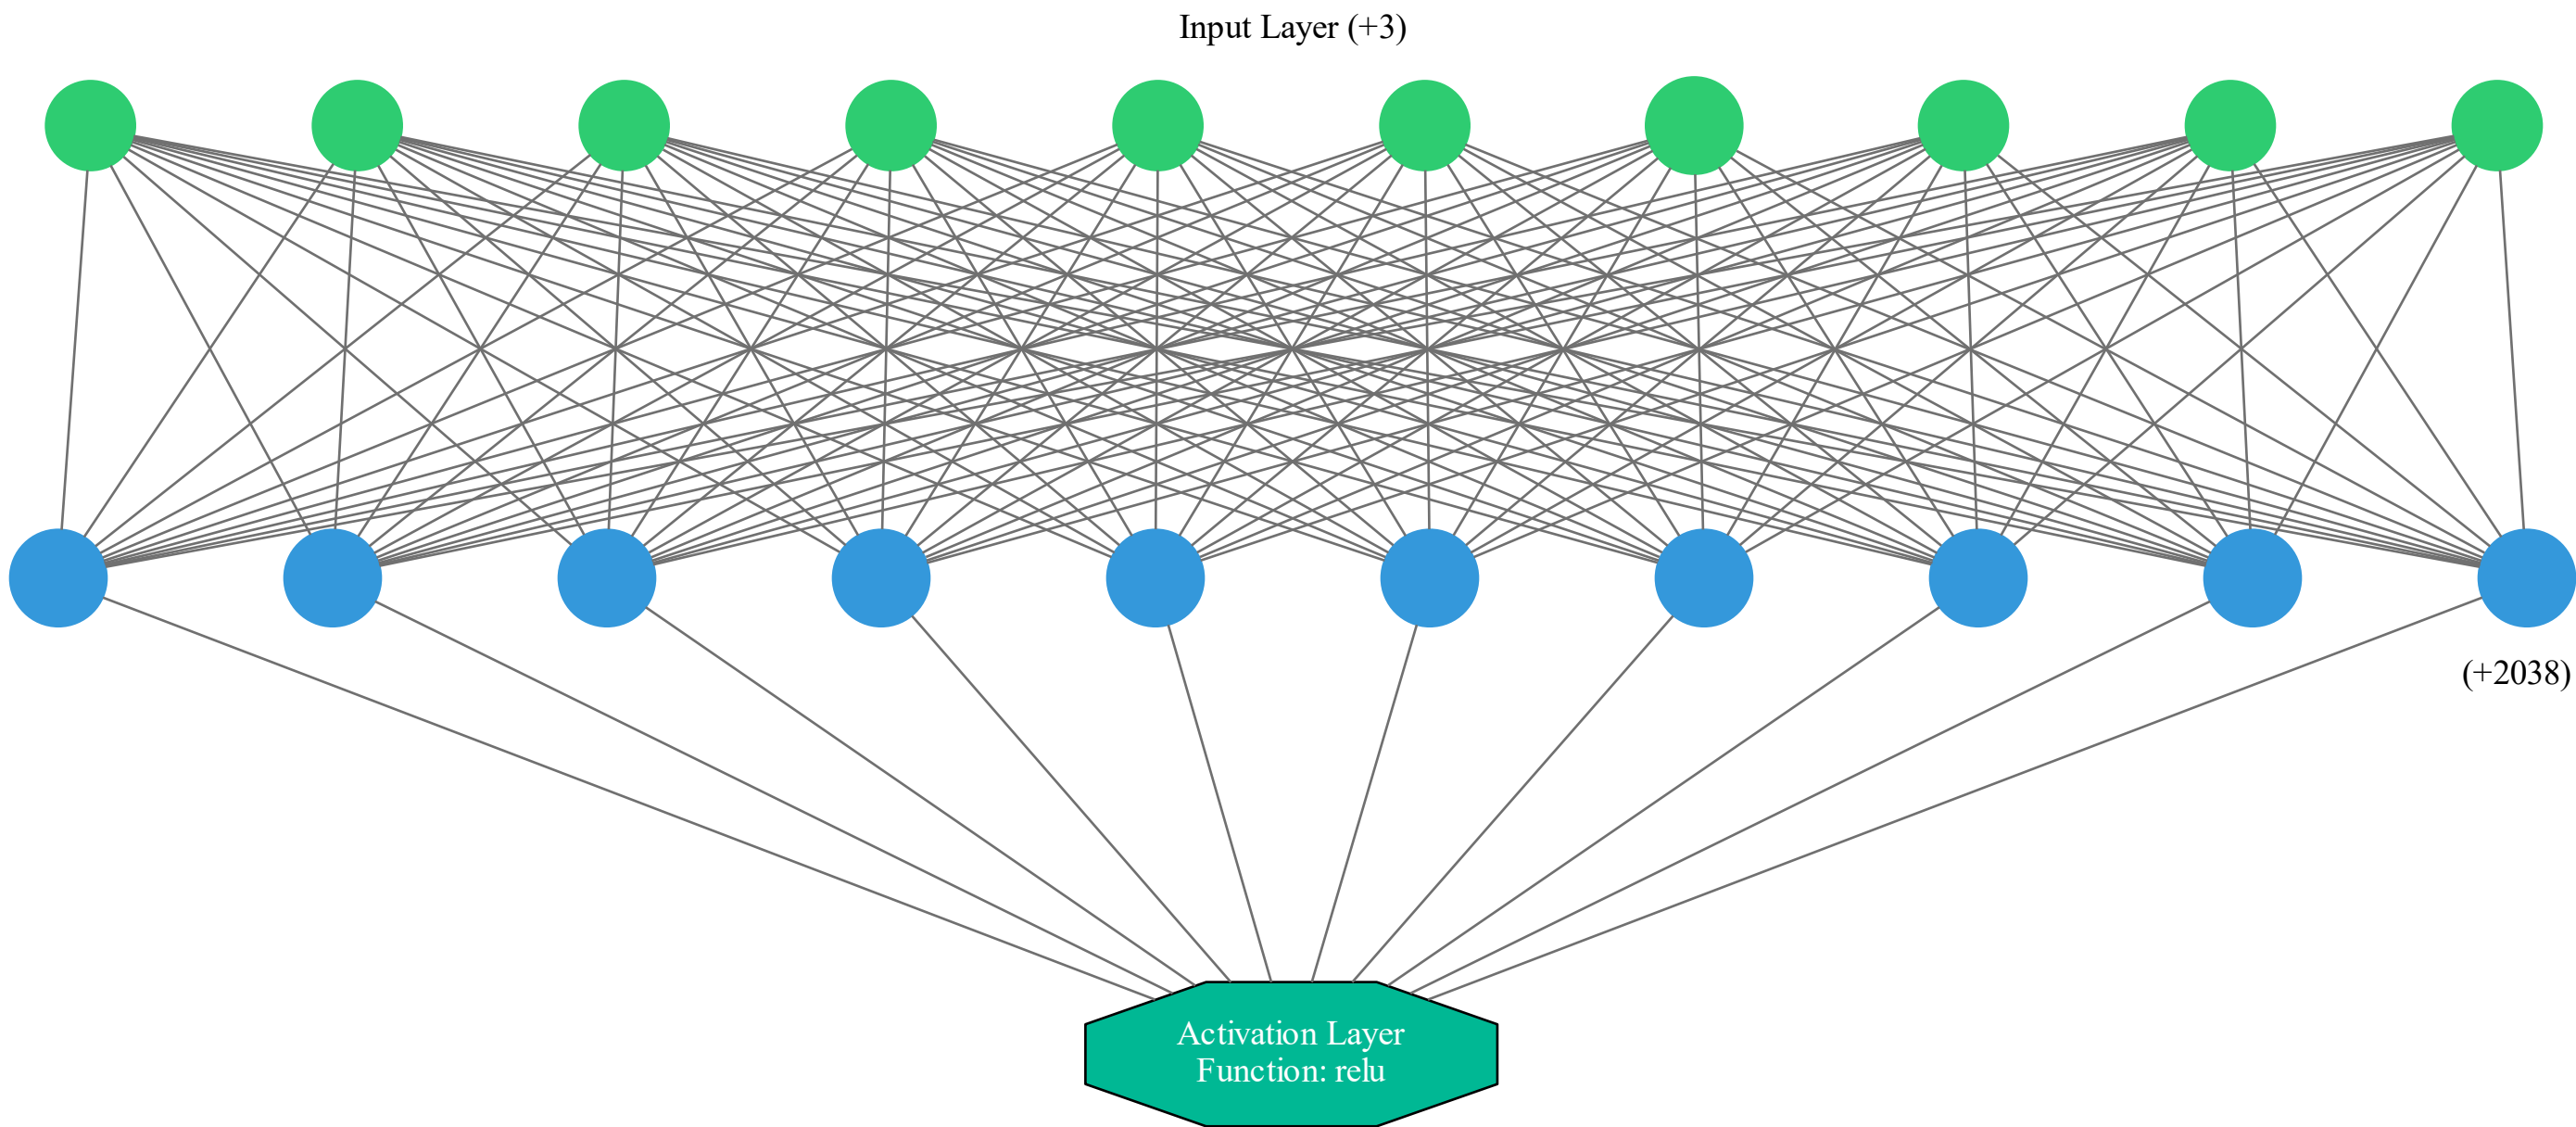 Input Layer (+3)
(+2038)
Activation Layer
Function: relu